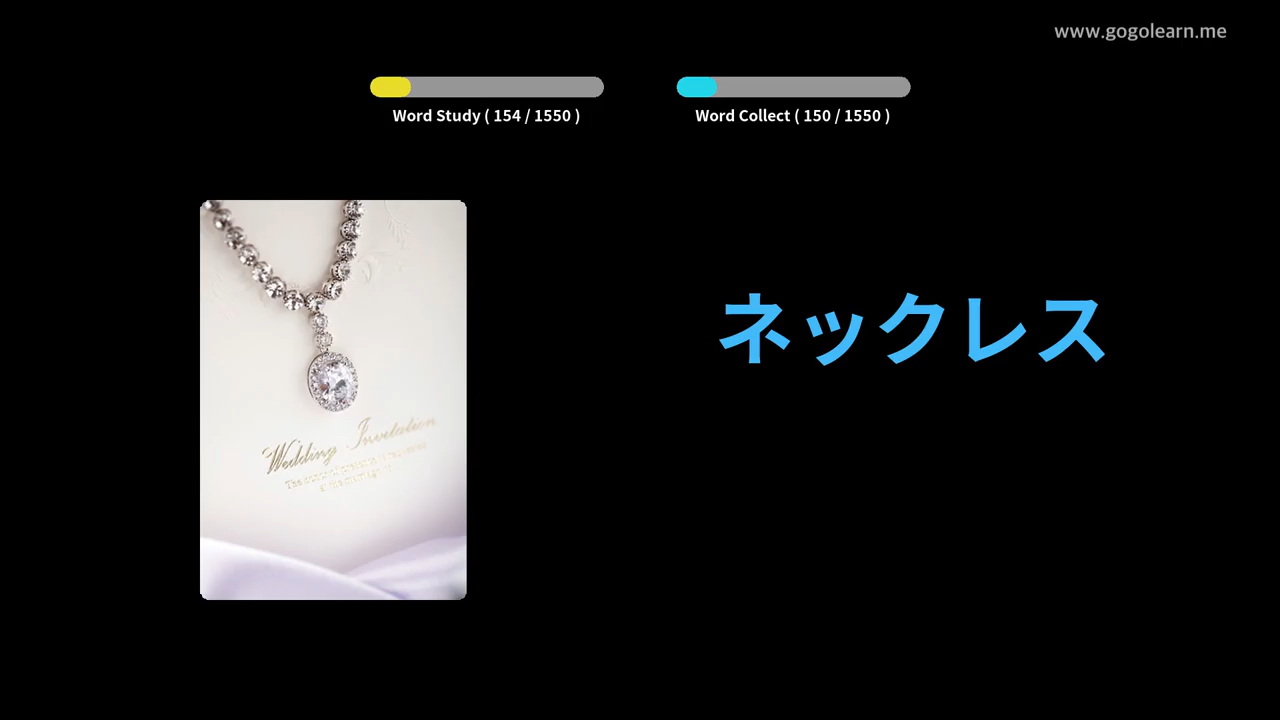 www.gogolearn.me
Word Study ( 154 / 1550 )
Word Collect ( 150 / 1550 )
ネックレス
Wedding Invitation